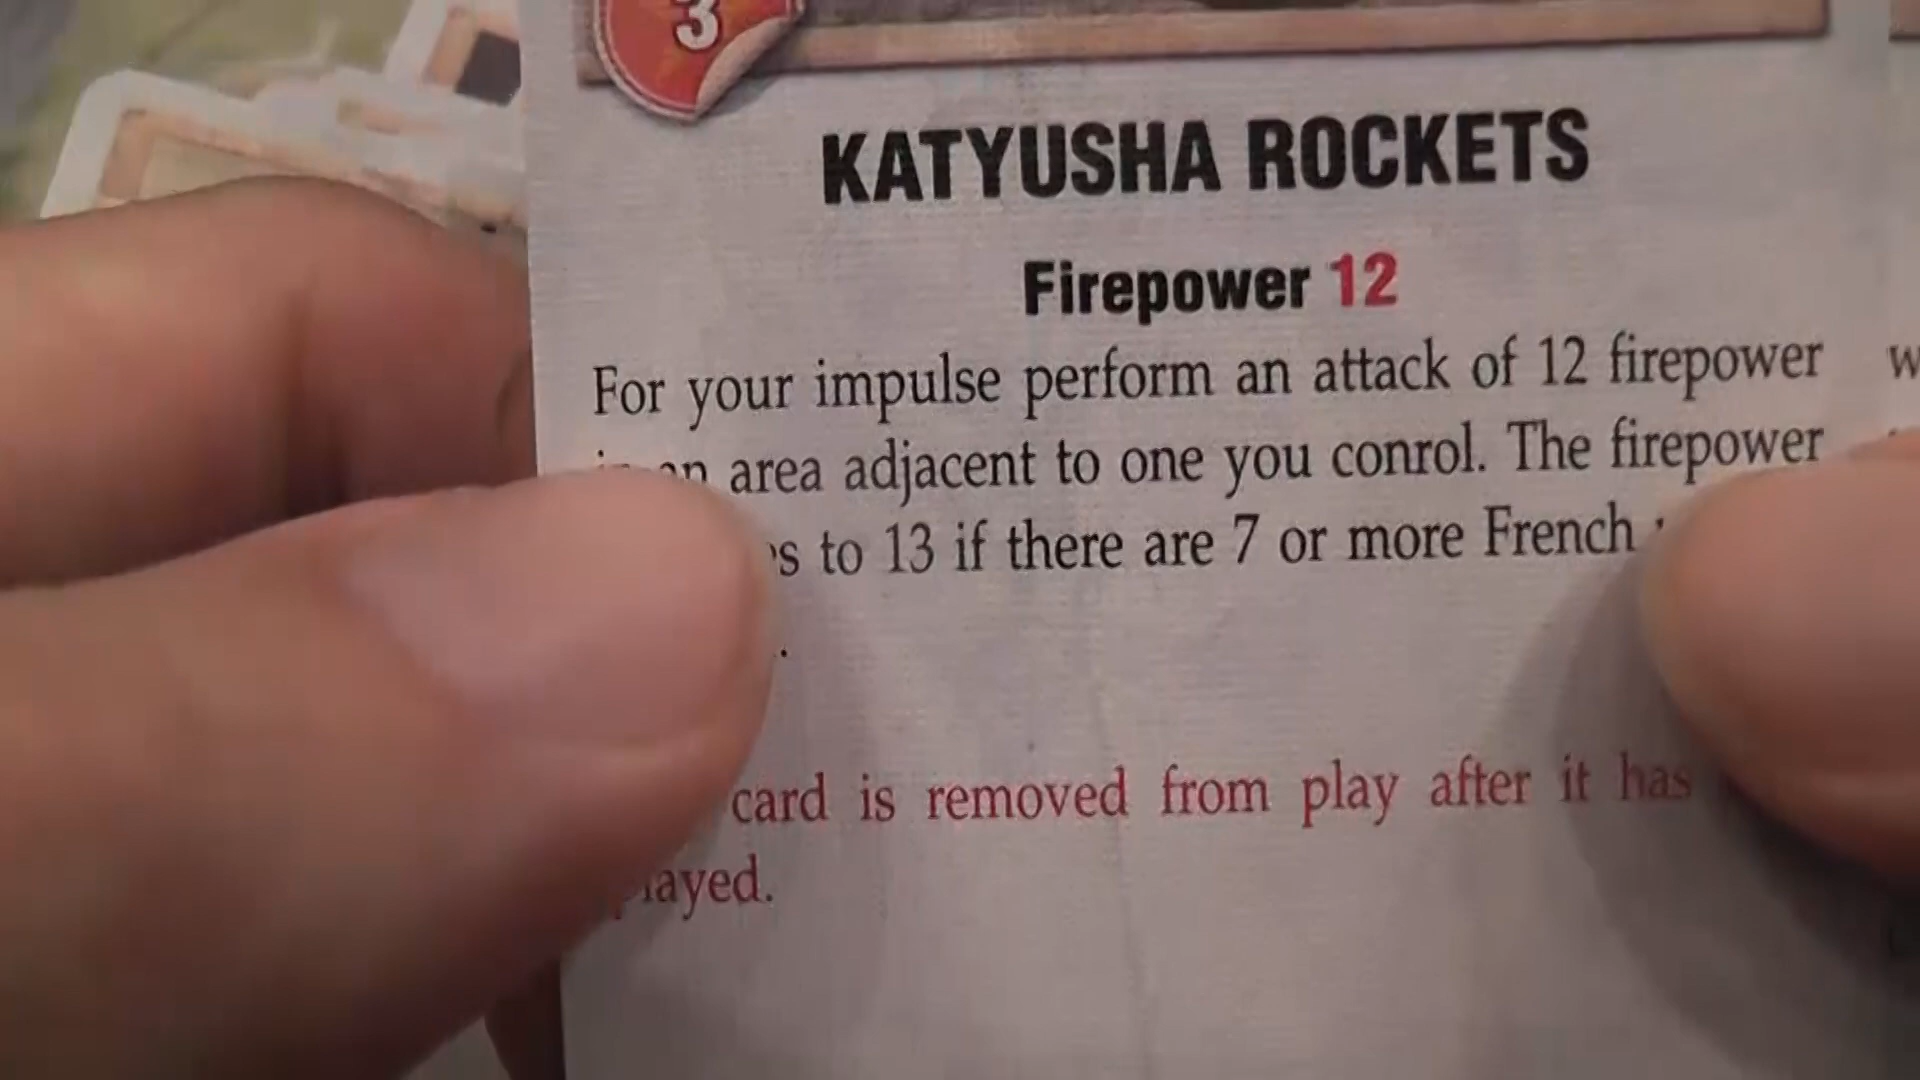 3
KATYUSHA ROCKETS
Firepower 12
For your impulse perform an attack of 12 firepower
area adjacent to one you conrol. The firepower
to 13 if there are 7 or more French
card is removed from play after it has